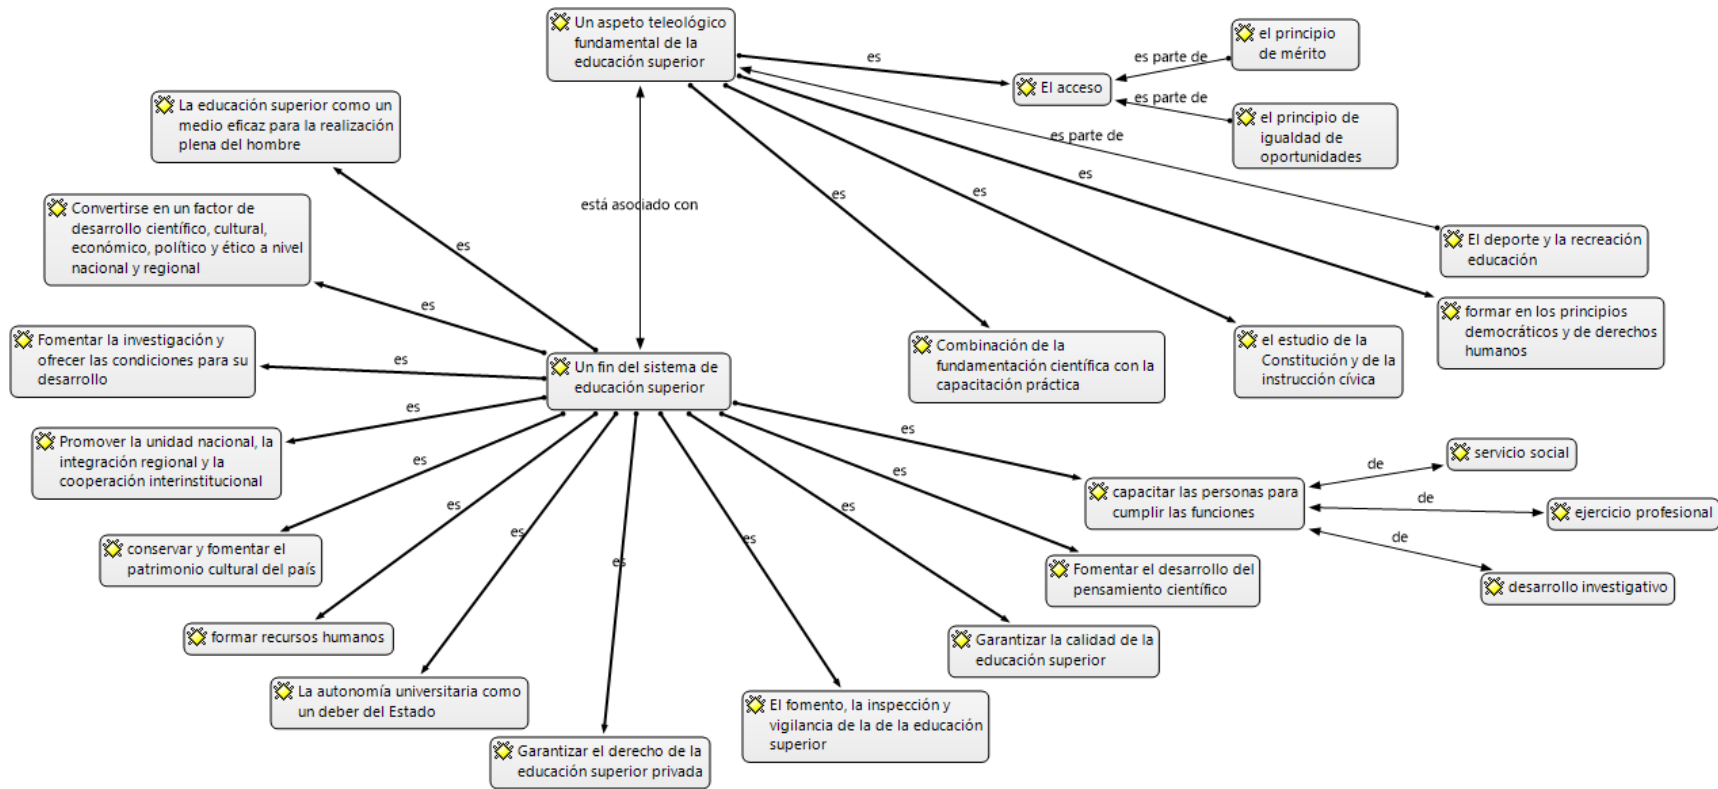 Un aspeto teleológico
fundamental de la
educación superior
es
El acceso
es parte de
el principio
de mérito
es parte de
el principio de
igualdad de
oportunidades
es parte de
El deporte y la recreación
educación
es
formar en los principios
democráticos y de derechos
humanos
es
el estudio de la
Constitución y de la
instrucción cívica
es
Combinación de la
fundamentación científica con la
capacitación práctica
está asociado con
La educación superior como un
medio eficaz para la realización
plena del hombre
es
Convertirse en un factor de
desarrollo científico, cultural,
económico, político y ético a nivel
nacional y regional
es
Fomentar la investigación y
ofrecer las condiciones para su
desarrollo
es
Un fin del sistema de
educación superior
Promover la unidad nacional, la
integración regional y la
cooperación interinstitucional
es
conservar y fomentar el
patrimonio cultural del país
es
formar recursos humanos
es
La autonomía universitaria como
un deber del Estado
es
Garantizar el derecho de la
educación superior privada
es
El fomento, la inspección y
vigilancia de la de la educación
superior
es
Garantizar la calidad de la
educación superior
es
Fomentar el desarrollo del
pensamiento científico
es
capacitar las personas para
cumplir las funciones
es
de
servicio social
de
ejercicio profesional
de
desarrollo investigativo